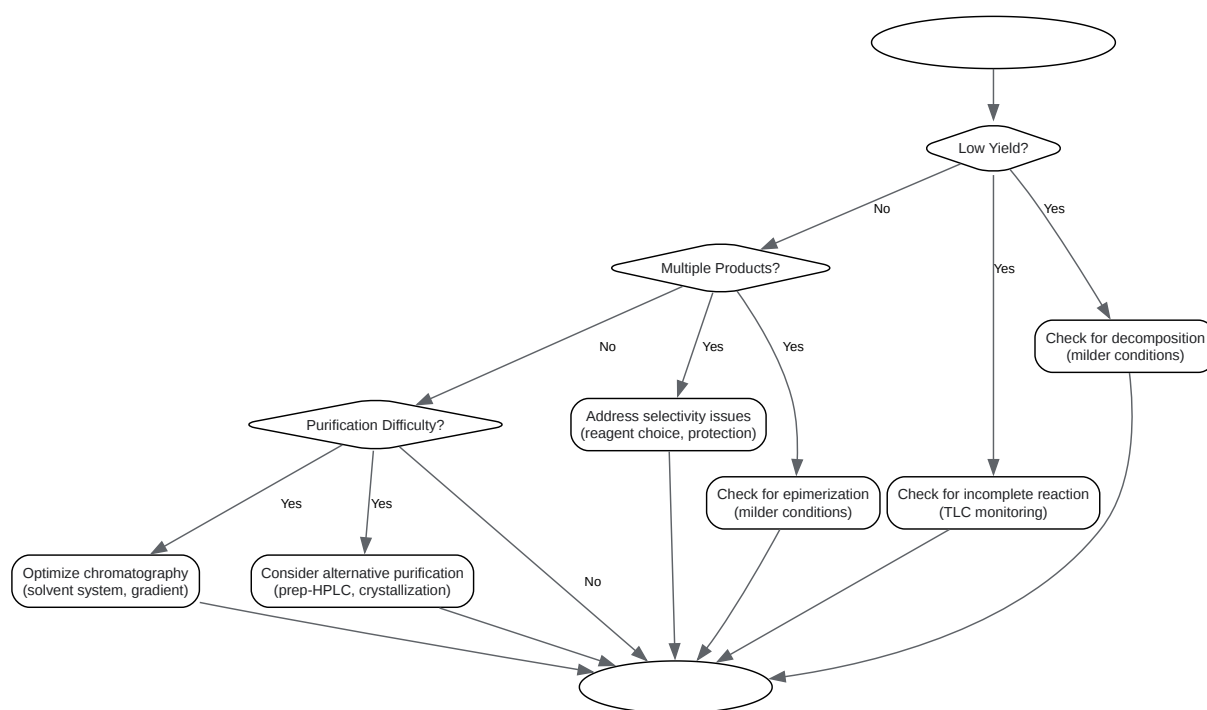 Low Yield?
No
Yes
Yes
Multiple Products?
Check for decomposition
(milder conditions)
No
Yes
Yes
Purification Difficulty?
Address selectivity issues
(reagent choice, protection)
Check for epimerization
(milder conditions)
Check for incomplete reaction
(TLC monitoring)
Yes
Yes
No
Optimize chromatography
(solvent system, gradient)
Consider alternative purification
(prep-HPLC, crystallization)